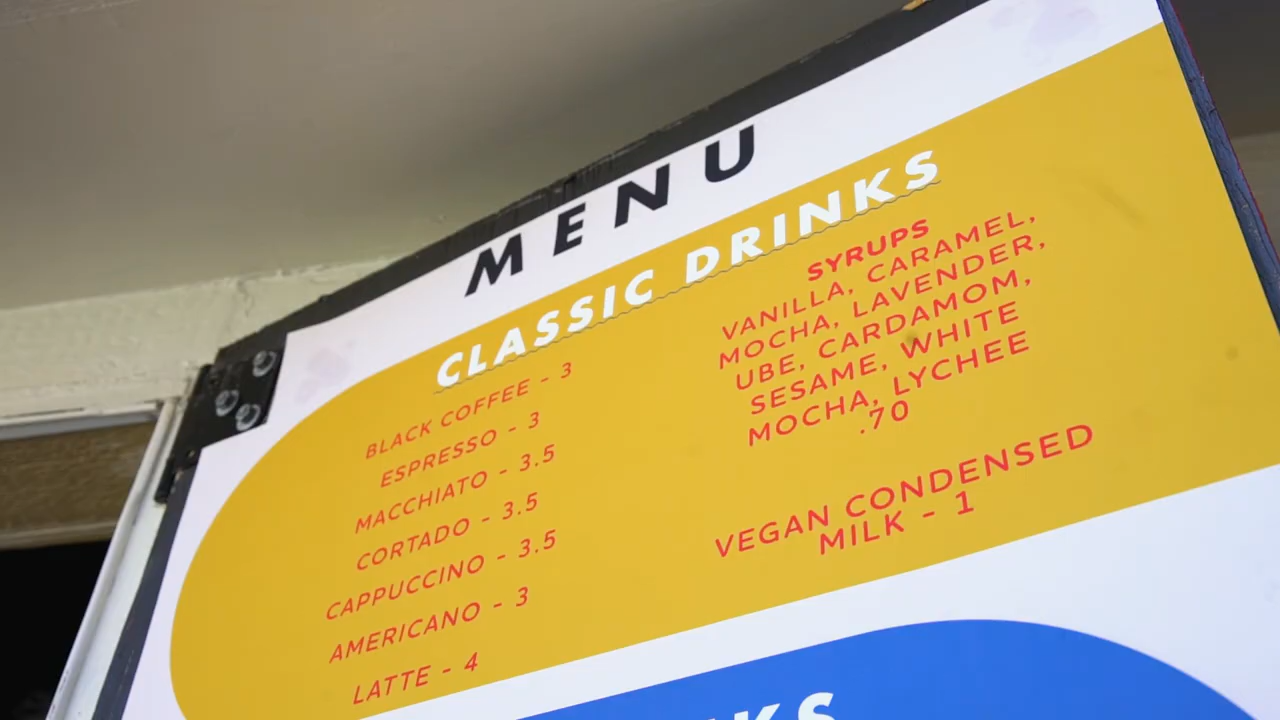 MENU
CLASSIC DRINKS
BLACK COFFEE - 3
ESPRESSO - 3
MACCHIATO - 3.5
CORTADO - 3.5
CAPPUCCINO - 3.5
AMERICANO - 3
LATTE - 4
SYRUPS
VANILLA, CARAMEL,
MOCHA, LAVENDER,
UBE, CARDAMOM,
SESAME, WHITE
MOCHA, LYCHEE
.70
VEGAN CONDENSED
MILK - 1